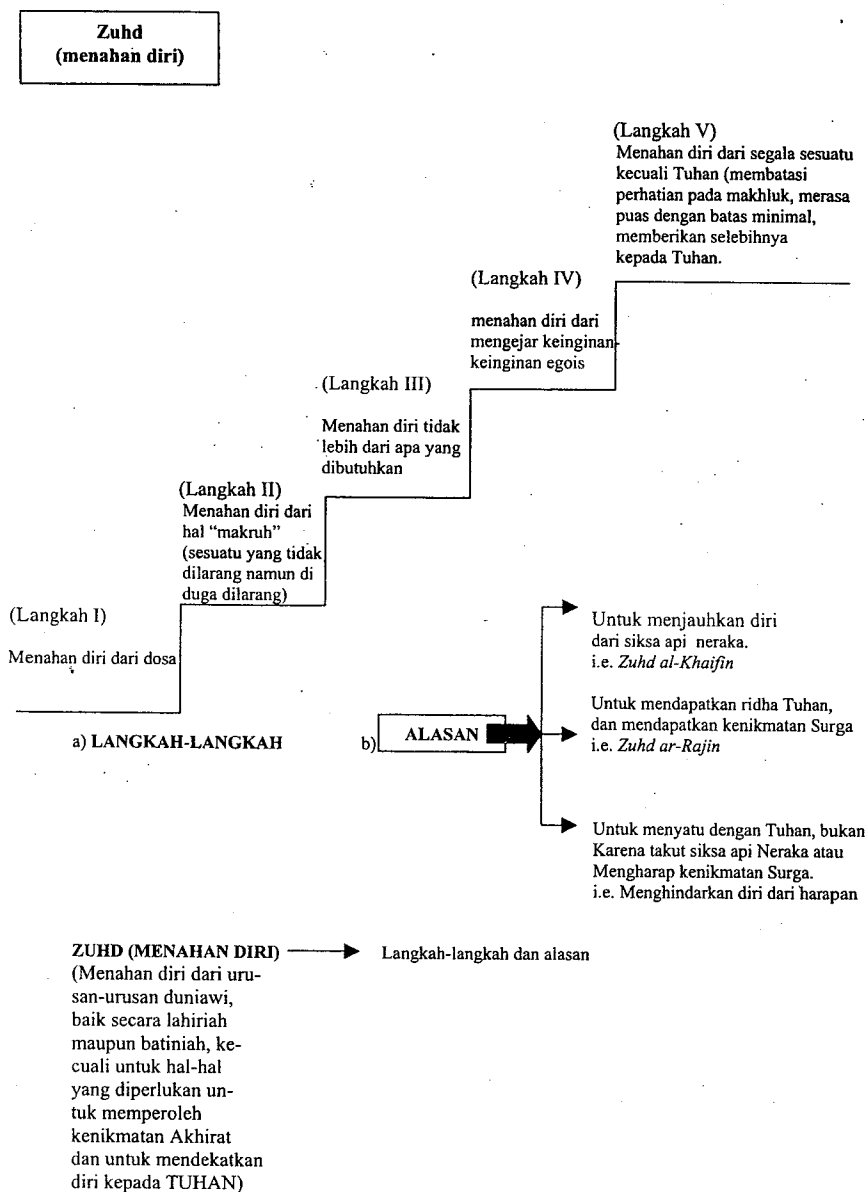 Zuhd
(menahan diri)
(Langkah V)
Menahan diri dari segala sesuatu
kecuali Tuhan (membatasi
perhatian pada makhluk, merasa
puas dengan batas minimal,
memberikan selebihnya
kepada Tuhan.
(Langkah IV)
menahan diri dari
mengejar keinginan-
keinginan egois
(Langkah III)
Menahan diri tidak
lebih dari apa yang
dibutuhkan
(Langkah II)
Menahan diri dari
hal “makruh”
(sesuatu yang tidak
dilarang namun di
duga dilarang)
(Langkah I)
Menahan diri dari dosa
a) LANGKAH-LANGKAH
b) ALASAN
Untuk menjauhkan diri
dari siksa api neraka.
i.e. Zuhd al-Khaifin
Untuk mendapatkan ridha Tuhan,
dan mendapatkan kenikmatan Surga
i.e. Zuhd ar-Rajin
Untuk menyatu dengan Tuhan, bukan
Karena takut siksa api Neraka atau
Mengharap kenikmatan Surga.
i.e. Menghindarkan diri dari harapan
ZUHD (MENAHAN DIRI) Langkah-langkah dan alasan
(Menahan diri dari uru-
san-urusan duniawi,
baik secara lahiriah
maupun batiniah, ke-
cuali untuk hal-hal
yang diperlukan un-
tuk memperoleh
kenikmatan Akhirat
dan untuk mendekatkan
diri kepada TUHAN)